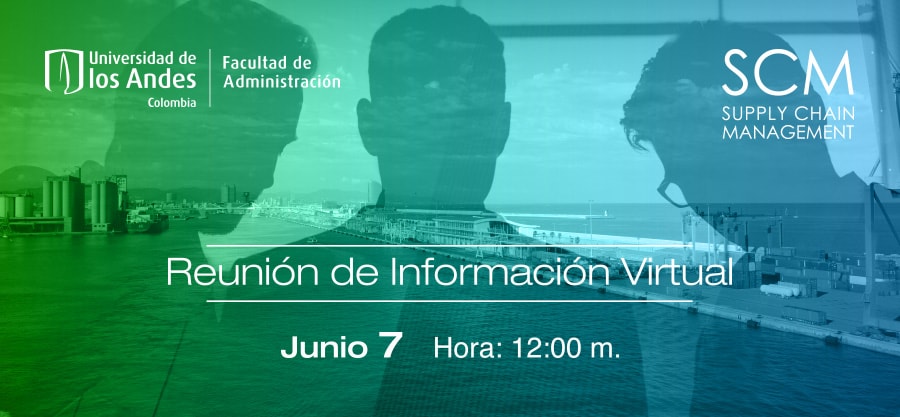 Universidad de
los Andes
Colombia
Facultad de
Administración
SCM
SUPPLY CHAIN
MANAGEMENT
Reunión de Información Virtual
Junio 7 Hora: 12:00 m.